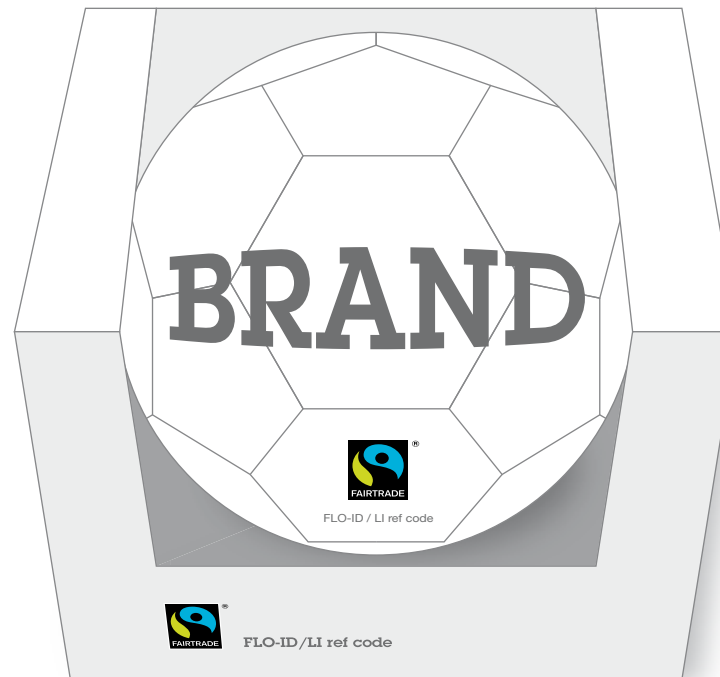 BRAND
®
FAIRTRADE
FLO-ID / LI ref code
®
FAIRTRADE
FLO-ID/LI ref code